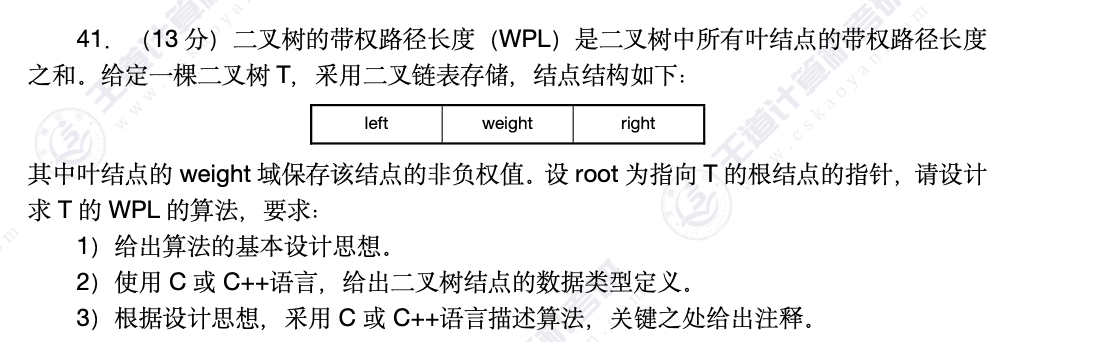 41. （13 分）二叉树的带权路径长度（WPL）是二叉树中所有叶结点的带权路径长度
之和。给定一棵二叉树 T，采用二叉链表存储，结点结构如下：
left weight right
其中叶结点的 weight 域保存该结点的非负权值。设 root 为指向 T 的根结点的指针，请设计
求 T 的 WPL 的算法，要求：
1）给出算法的基本设计思想。
2）使用 C 或 C++语言，给出二叉树结点的数据类型定义。
3）根据设计思想，采用 C 或 C++语言描述算法，关键之处给出注释。